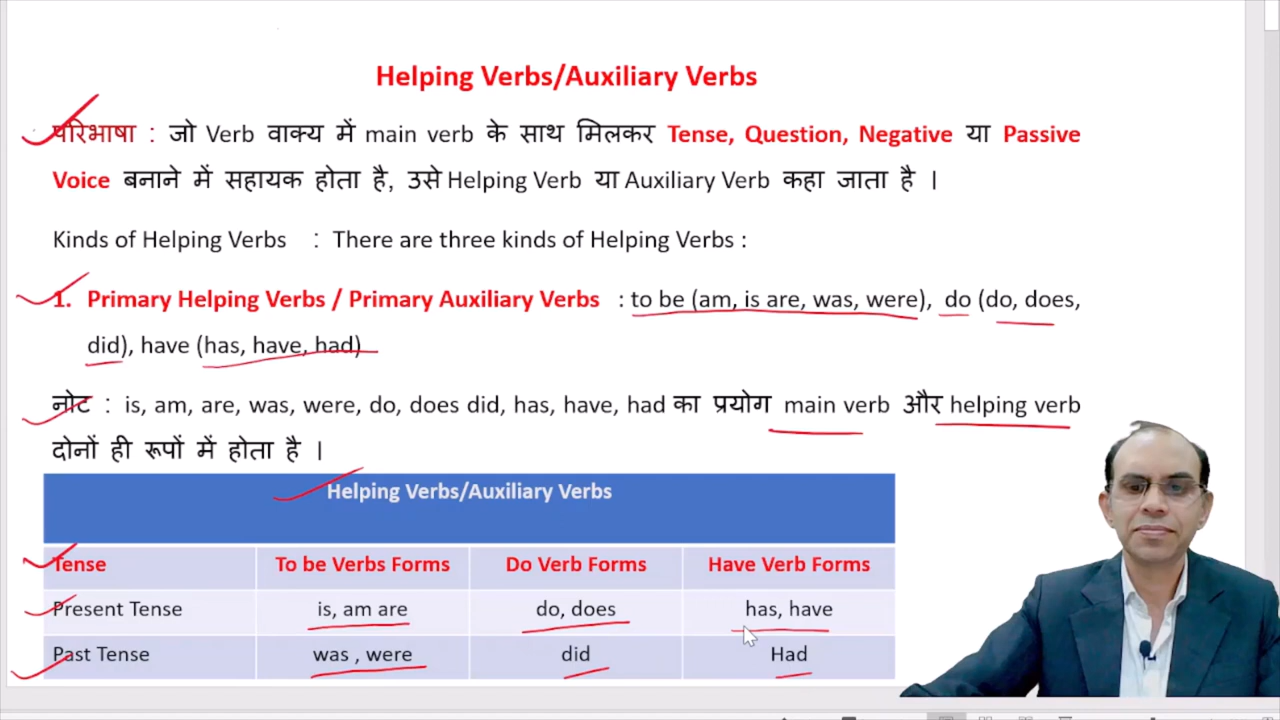 Helping Verbs/Auxiliary Verbs
परिभाषा : जो Verb वाक्य में main verb के साथ मिलकर Tense, Question, Negative या Passive
Voice बनाने में सहायक होता है, उसे Helping Verb या Auxiliary Verb कहा जाता है ।
Kinds of Helping Verbs : There are three kinds of Helping Verbs :
1. Primary Helping Verbs / Primary Auxiliary Verbs : to be (am, is are, was, were), do (do, does,
did), have (has, have, had)
नोट : is, am, are, was, were, do, does did, has, have, had का प्रयोग main verb और helping verb
दोनों ही रूपों में होता है ।
Helping Verbs/Auxiliary Verbs
Tense To be Verbs Forms Do Verb Forms Have Verb Forms
Present Tense is, am are do, does has, have
Past Tense was , were did Had